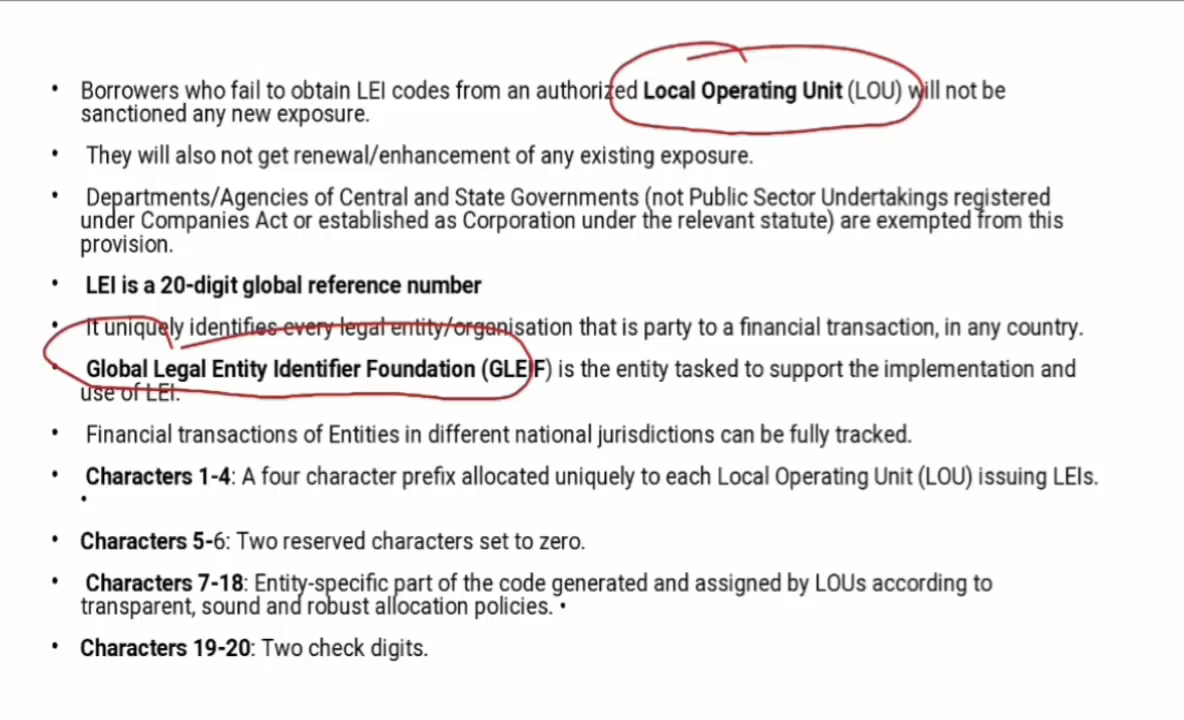 • Borrowers who fail to obtain LEI codes from an authorized Local Operating Unit (LOU) will not be
sanctioned any new exposure.
• They will also not get renewal/enhancement of any existing exposure.
• Departments/Agencies of Central and State Governments (not Public Sector Undertakings registered
under Companies Act or established as Corporation under the relevant statute) are exempted from this
provision.
• LEI is a 20-digit global reference number
• It uniquely identifies every legal entity/organisation that is party to a financial transaction, in any country.
• Global Legal Entity Identifier Foundation (GLEIF) is the entity tasked to support the implementation and
use of LEI.
• Financial transactions of Entities in different national jurisdictions can be fully tracked.
• Characters 1-4: A four character prefix allocated uniquely to each Local Operating Unit (LOU) issuing LEIs.
•
• Characters 5-6: Two reserved characters set to zero.
• Characters 7-18: Entity-specific part of the code generated and assigned by LOUs according to
transparent, sound and robust allocation policies. •
• Characters 19-20: Two check digits.